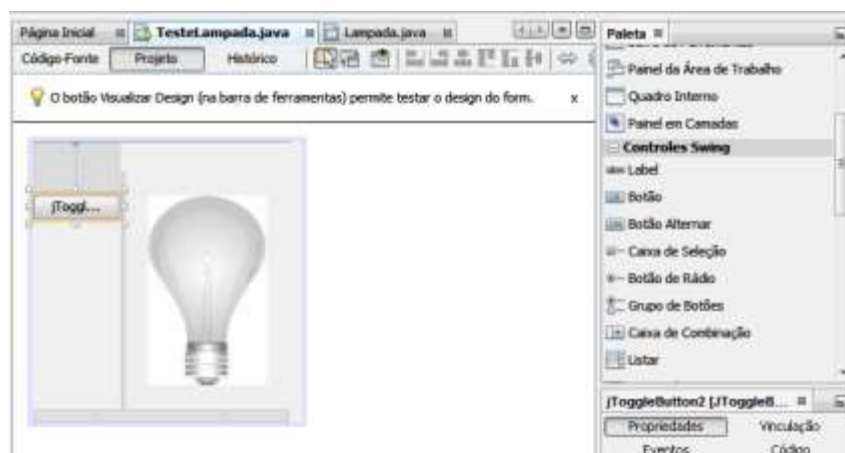 Página Inicial TesteLampada.java Lampada.java
Código-Fonte Projeto Histórico
O botão Visualizar Design (na barra de ferramentas) permite testar o design do form. x
jToggl...
Paleta
Painel da Área de Trabalho
Quadro Interno
Painel em Camadas
Controles Swing
Label
Botão
Botão Alternar
Caixa de Seleção
Botão de Rádio
Grupo de Botões
Caixa de Combinação
Listar
jToggleButton2 [JToggleB...
Propriedades Vinculação
Eventos Código